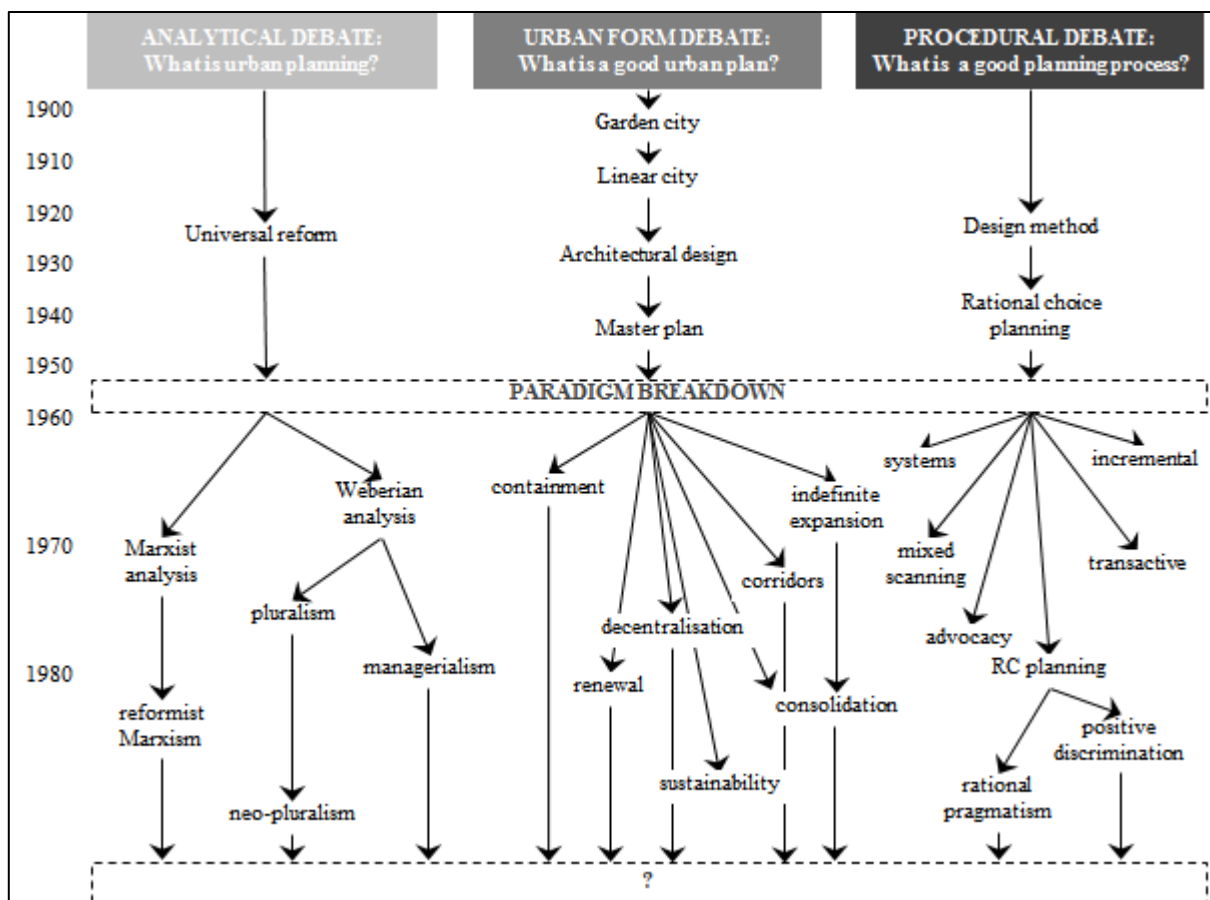 ANALYTICAL DEBATE:
What is urban planning?
URBAN FORM DEBATE:
What is a good urban plan?
PROCEDURAL DEBATE:
What is a good planning process?
1900
Garden city
1910
Linear city
1920
Universal reform
Design method
1930
Architectural design
1940
Rational choice
planning
Master plan
1950
PARADIGM BREAKDOWN
1960
systems
incremental
Weberian
analysis
containment
indefinite
expansion
1970
Marxist
analysis
mixed
scanning
transactive
corridors
pluralism
decentralisation
advocacy
managerialism
RC planning
1980
renewal
consolidation
reformist
Marxism
positive
discrimination
sustainability
rational
pragmatism
neo-pluralism
?